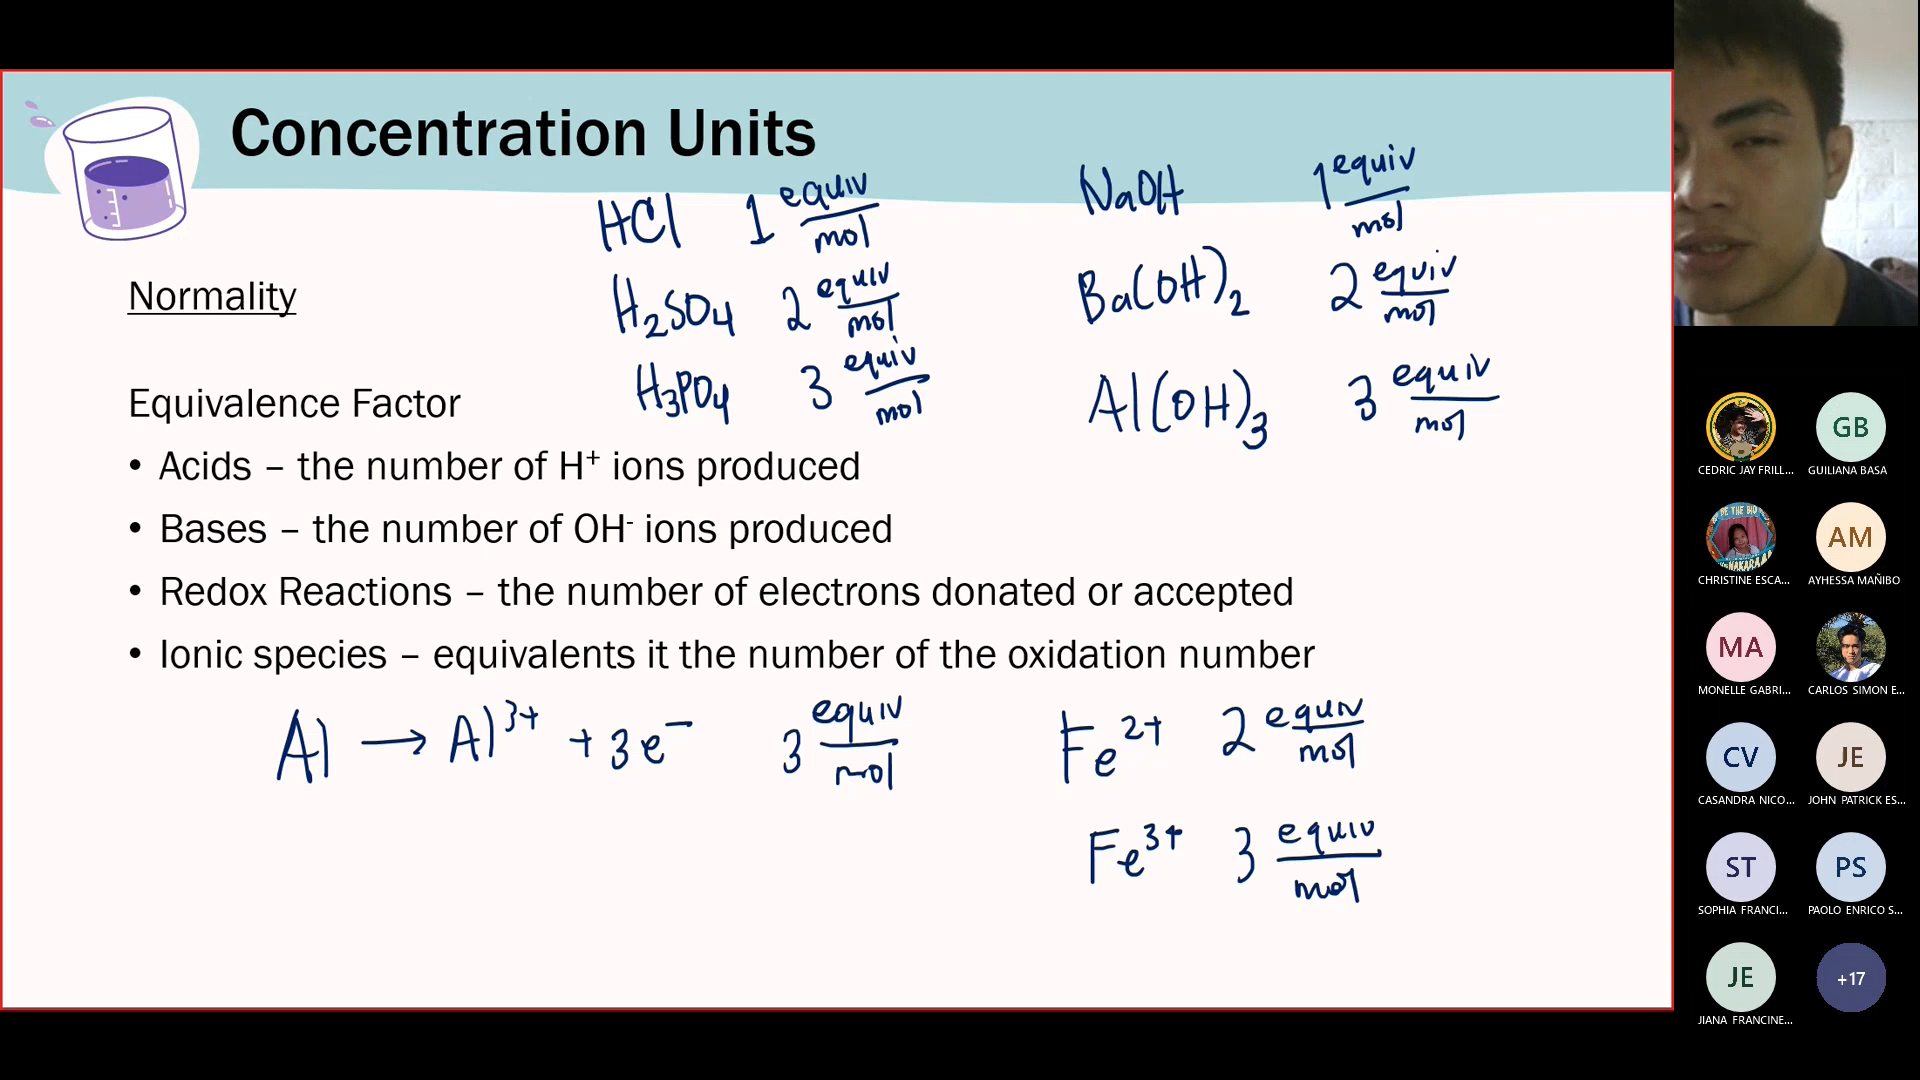 Concentration Units
HCl 1 equiv/mol
NaOH 1 equiv/mol
H₂SO₄ 2 equiv/mol
Ba(OH)₂ 2 equiv/mol
Normality
H₃PO₄ 3 equiv/mol
Al(OH)₃ 3 equiv/mol
Equivalence Factor
• Acids – the number of H⁺ ions produced
• Bases – the number of OH⁻ ions produced
• Redox Reactions – the number of electrons donated or accepted
• Ionic species – equivalents it the number of the oxidation number
Al → Al³⁺ + 3e⁻ 3 equiv/mol
Fe²⁺ 2 equiv/mol
Fe³⁺ 3 equiv/mol
GB
CEDRIC JAY FRILL... GUILIANA BASA
AM
CHRISTINE ESCA... AYHESSA MAÑIBO
MA
MONELLE GABRI... CARLOS SIMON E...
CV JE
CASANDRA NICO... JOHN PATRICK ES...
ST PS
SOPHIA FRANCI... PAOLO ENRICO S...
JE +17
JIANA FRANCINE...